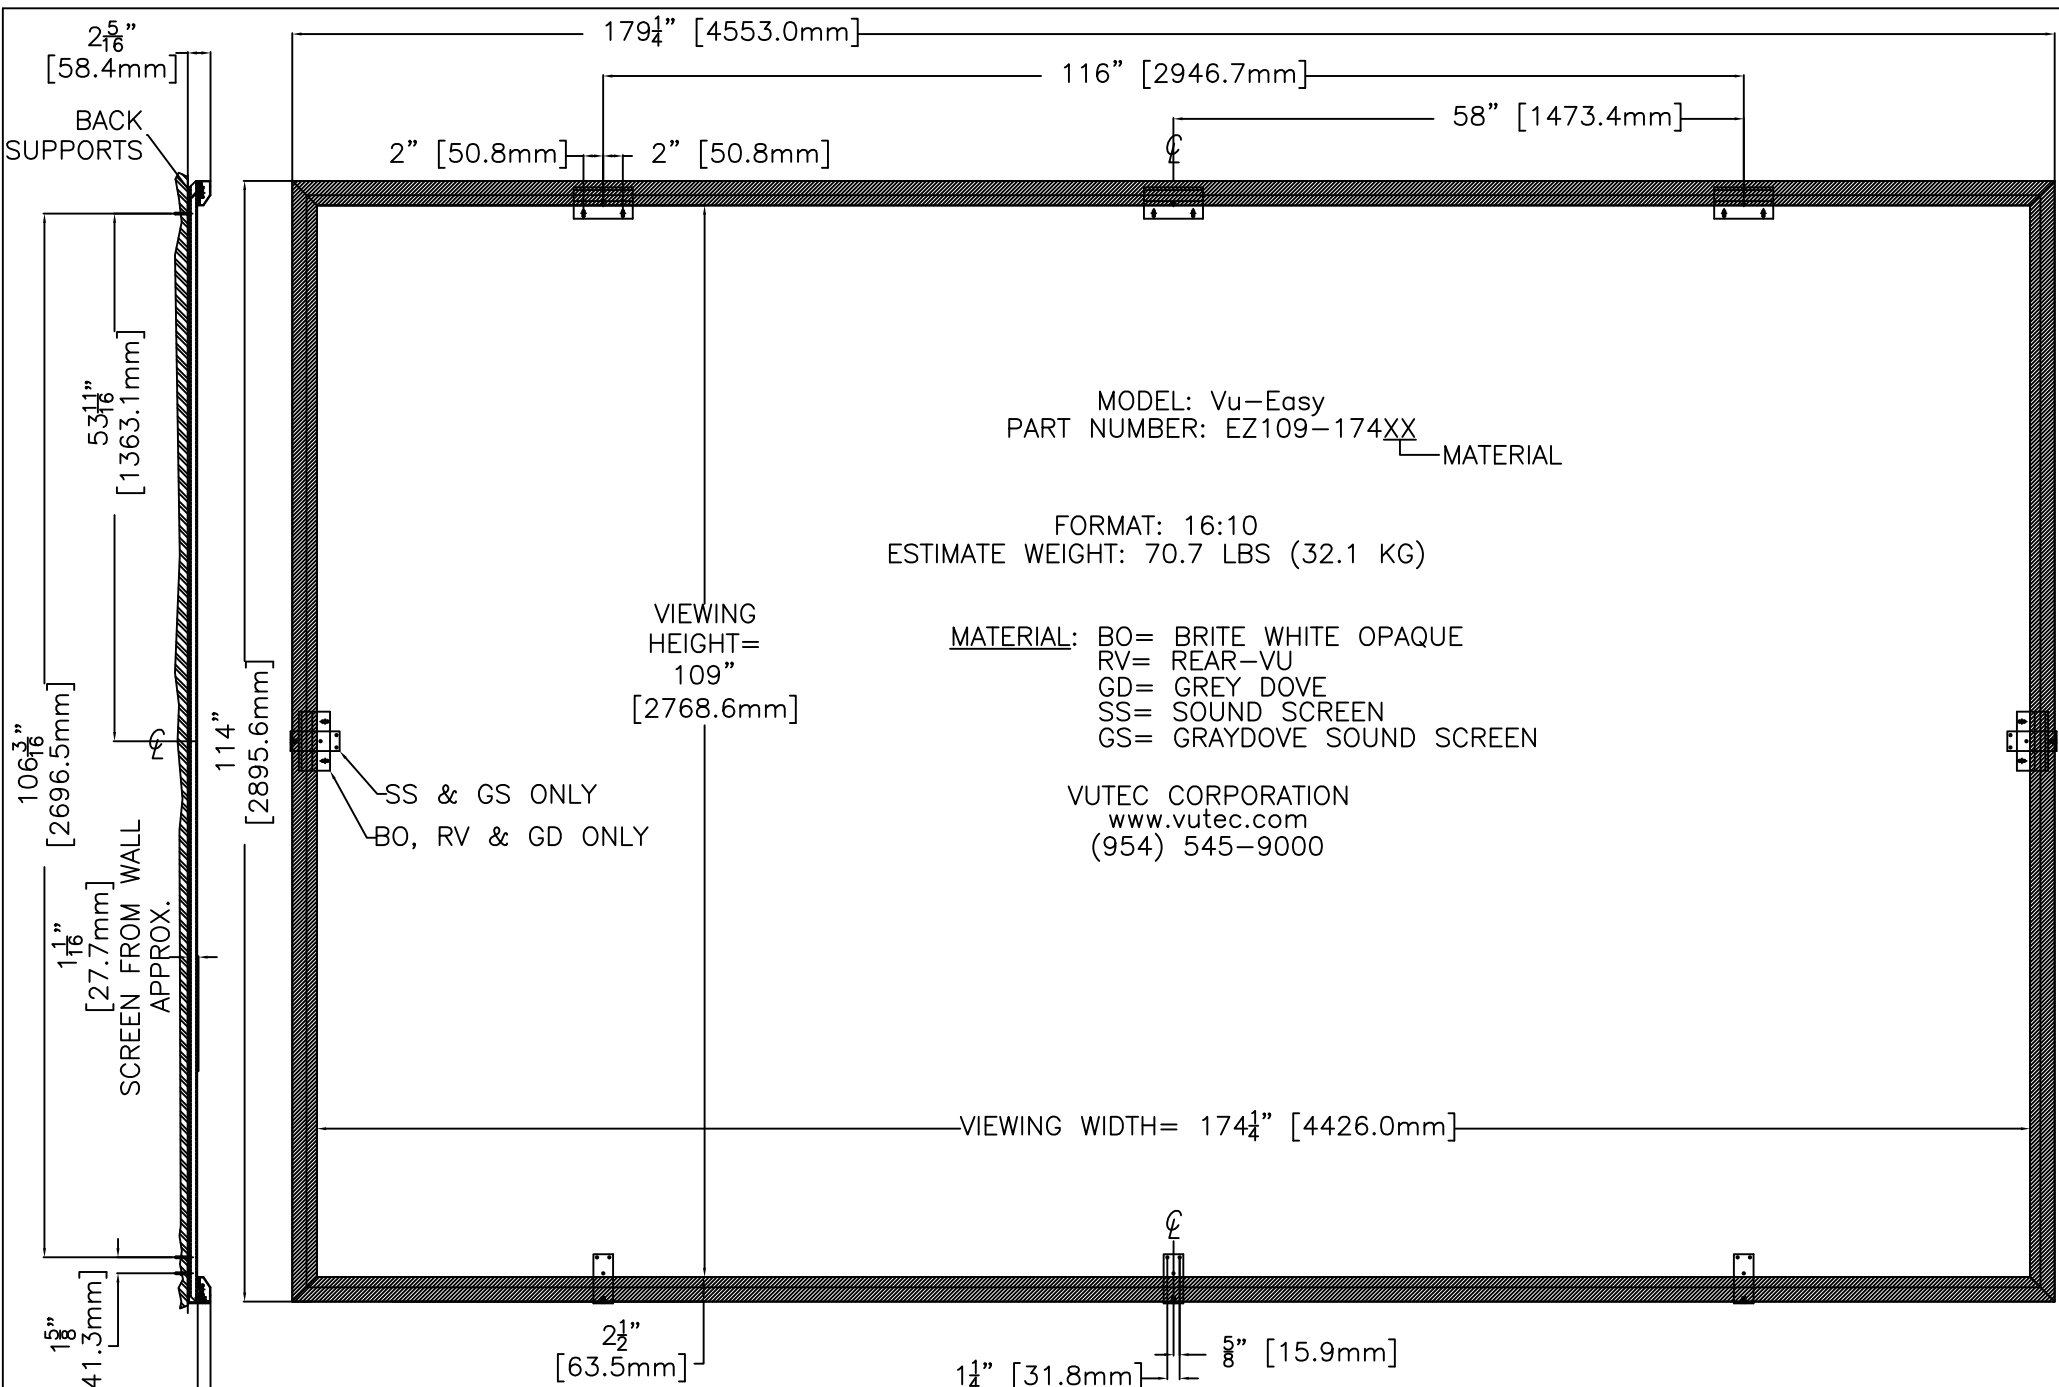 179 1/4" [4553.0mm]
2 5/16"
[58.4mm]
116" [2946.7mm]
58" [1473.4mm]
BACK
SUPPORTS
2" [50.8mm]
2" [50.8mm]
℄
53 11/16"
[1363.1mm]
106 3/16"
[2696.5mm]
℄
114"
[2895.6mm]
1 1/16"
[27.7mm]
SCREEN FROM WALL
APPROX.
1 5/8"
41.3mm]
MODEL: Vu-Easy
PART NUMBER: EZ109-174XX
MATERIAL
FORMAT: 16:10
ESTIMATE WEIGHT: 70.7 LBS (32.1 KG)
VIEWING
HEIGHT=
109"
[2768.6mm]
MATERIAL: BO= BRITE WHITE OPAQUE
RV= REAR-VU
GD= GREY DOVE
SS= SOUND SCREEN
GS= GRAYDOVE SOUND SCREEN
SS & GS ONLY
BO, RV & GD ONLY
VUTEC CORPORATION
www.vutec.com
(954) 545-9000
VIEWING WIDTH= 174 1/4" [4426.0mm]
℄
2 1/2"
[63.5mm]
5/8" [15.9mm]
1 1/4" [31.8mm]